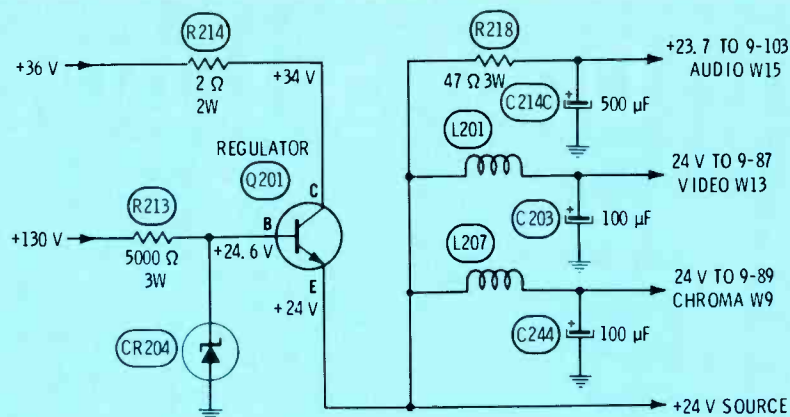 R214
+36 V
2 Ω
2W
+34 V
REGULATOR
Q201
C
B
E
R213
+130 V
5000 Ω
3W
+24.6 V
+24 V
CR204
R218
47 Ω 3W
+23.7 TO 9-103
AUDIO W15
+
C214C
500 µF
L201
24 V TO 9-87
VIDEO W13
+
C203
100 µF
L207
24 V TO 9-89
CHROMA W9
+
C244
100 µF
+24 V SOURCE